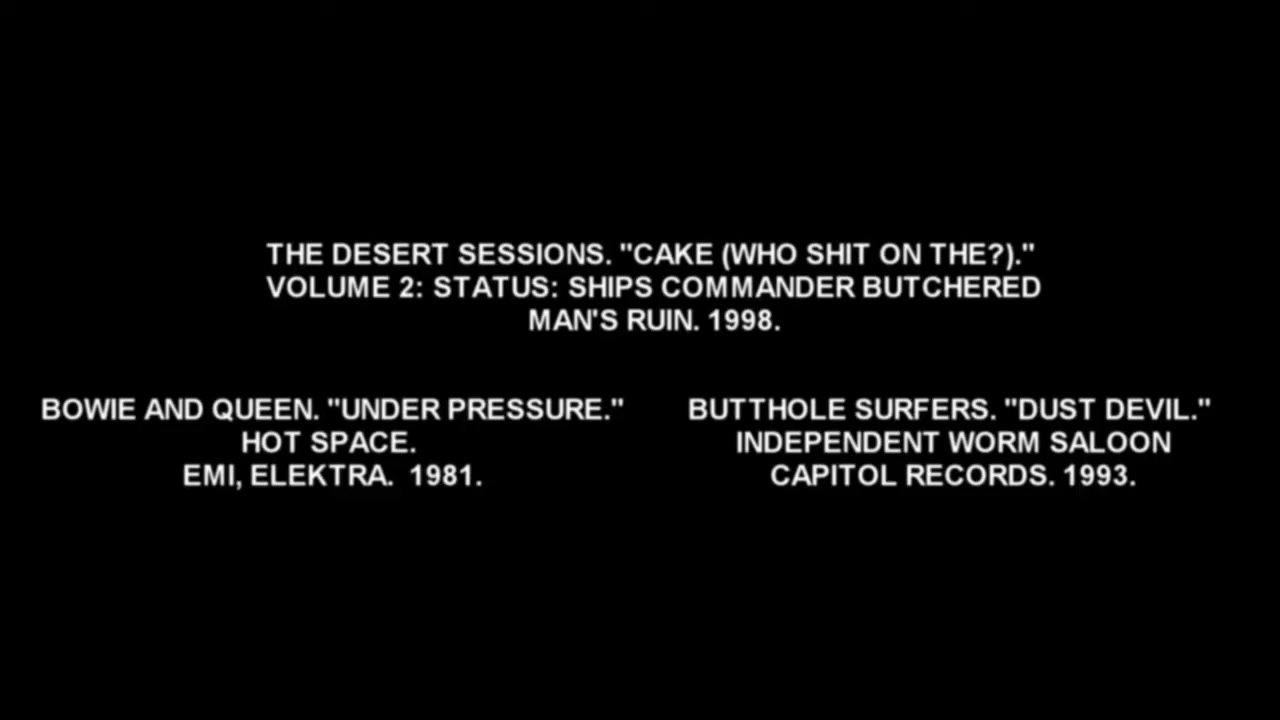 THE DESERT SESSIONS. "CAKE (WHO SHIT ON THE?)."
VOLUME 2: STATUS: SHIPS COMMANDER BUTCHERED
MAN'S RUIN. 1998.
BOWIE AND QUEEN. "UNDER PRESSURE."
HOT SPACE.
EMI, ELEKTRA.  1981.
BUTTHOLE SURFERS. "DUST DEVIL."
INDEPENDENT WORM SALOON
CAPITOL RECORDS. 1993.